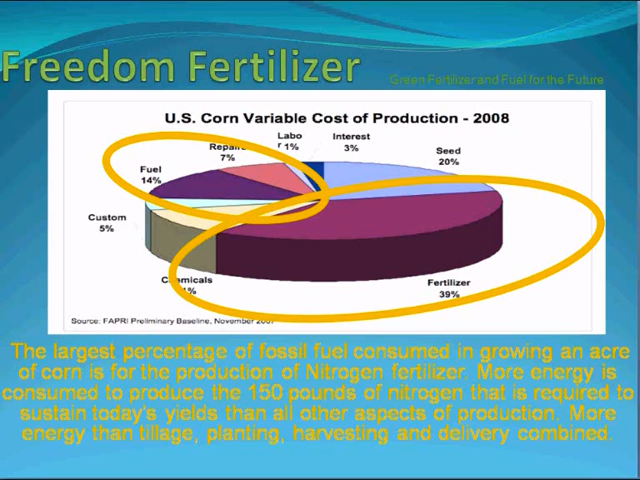 Freedom Fertilizer
Green Fertilizer and Fuel for the Future
U.S. Corn Variable Cost of Production - 2008
Labo
r 1%
Interest
3%
Repairs
7%
Seed
20%
Fuel
14%
Custom
5%
Chemicals
Fertilizer
39%
Source: FAPRI Preliminary Baseline, November 2007
The largest percentage of fossil fuel consumed in growing an acre
of corn is for the production of Nitrogen fertilizer. More energy is
consumed to produce the 150 pounds of nitrogen that is required to
sustain today's yields than all other aspects of production. More
energy than tillage, planting, harvesting and delivery combined.